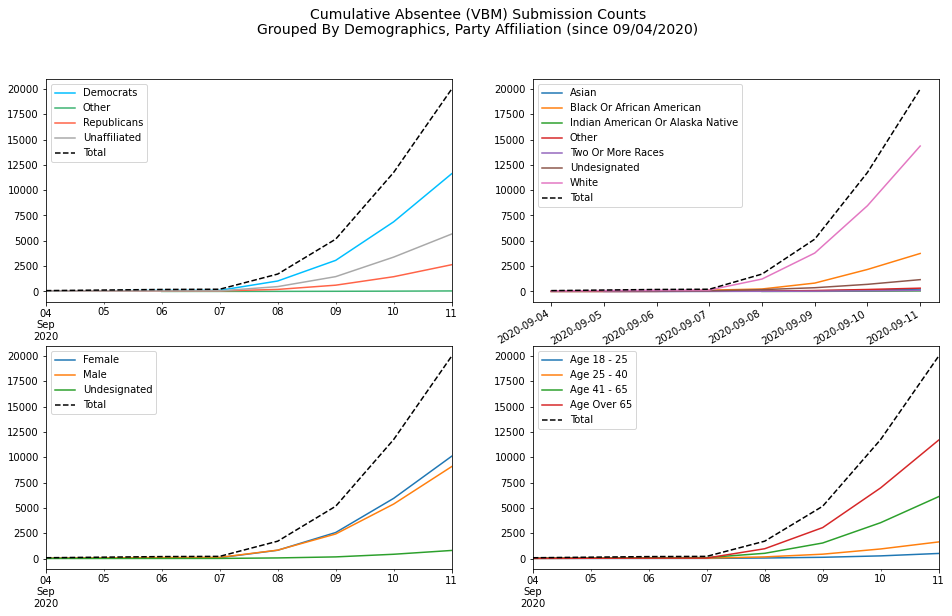 Cumulative Absentee (VBM) Submission Counts
Grouped By Demographics, Party Affiliation (since 09/04/2020)
20000
17500
15000
12500
10000
7500
5000
2500
0
Democrats
Other
Republicans
Unaffiliated
Total
04
Sep
2020
05
06
07
08
09
10
11
20000
17500
15000
12500
10000
7500
5000
2500
0
Asian
Black Or African American
Indian American Or Alaska Native
Other
Two Or More Races
Undesignated
White
Total
2020-09-04
2020-09-05
2020-09-06
2020-09-07
2020-09-08
2020-09-09
2020-09-10
2020-09-11
20000
17500
15000
12500
10000
7500
5000
2500
0
Female
Male
Undesignated
Total
04
Sep
2020
05
06
07
08
09
10
11
20000
17500
15000
12500
10000
7500
5000
2500
0
Age 18 - 25
Age 25 - 40
Age 41 - 65
Age Over 65
Total
04
Sep
2020
05
06
07
08
09
10
11